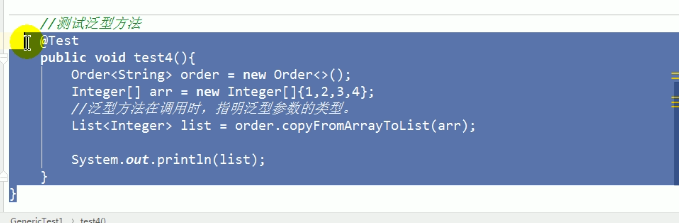 //测试泛型方法
@Test
public void test4(){
Order<String> order = new Order<>();
Integer[] arr = new Integer[]{1,2,3,4};
//泛型方法在调用时，指明泛型参数的类型。
List<Integer> list = order.copyFromArrayToList(arr);
System.out.println(list);
}
}
GenericTest1 › test4()